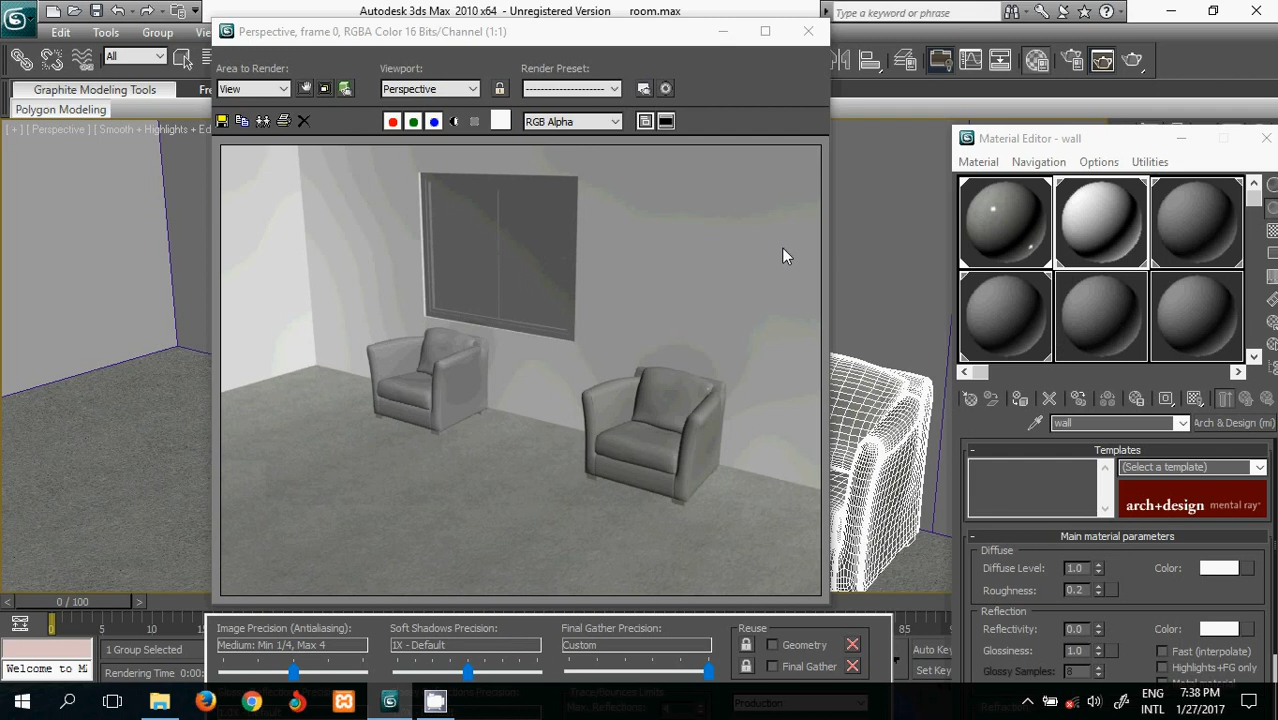 Autodesk 3ds Max 2010 x64 - Unregistered Version room.max
Type a keyword or phrase
Edit Tools Group
All
Graphite Modeling Tools Fre
Polygon Modeling
[ + ] [ Perspective ] [ Smooth + Highlights + Ed
Perspective, frame 0, RGBA Color 16 Bits/Channel (1:1)
Area to Render: Viewport: Render Preset:
View Perspective
RGB Alpha
Material Editor - wall
Material Navigation Options Utilities
wall Arch & Design (mi)
Templates
(Select a template)
arch+design mental ray
Main material parameters
Diffuse
Diffuse Level: 1.0 Color:
Roughness: 0.2
Reflection
Reflectivity: 0.0 Color:
Glossiness: 1.0 Fast (interpolate)
Glossy Samples: 8 Highlights+FG only
0 / 100
0 5 10 15
85 90 95 100
Image Precision (Antialiasing): Soft Shadows Precision: Final Gather Precision: Reuse
Medium: Min 1/4, Max 4 1X - Default Custom Geometry
Final Gather
1 Group Selected
Welcome to M Rendering Time 0:00:
Auto Key
Set Key
Production
ENG 7:38 PM
INTL 1/27/2017